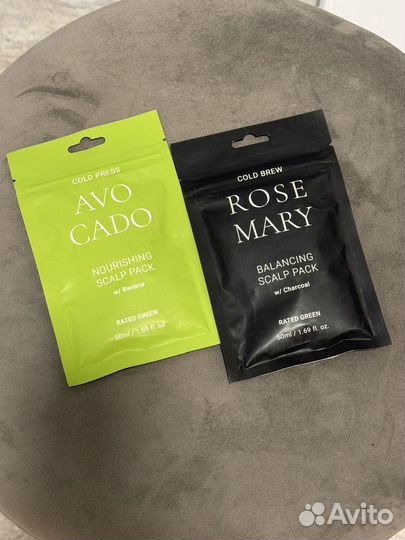 COLD PRESS
AVO
CADO
NOURISHING
SCALP PACK
w/ Banana
RATED GREEN
50ml / 1.69 fl. oz.
COLD BREW
ROSE
MARY
BALANCING
SCALP PACK
w/ Charcoal
RATED GREEN
50ml / 1.69 fl. oz.
Avito